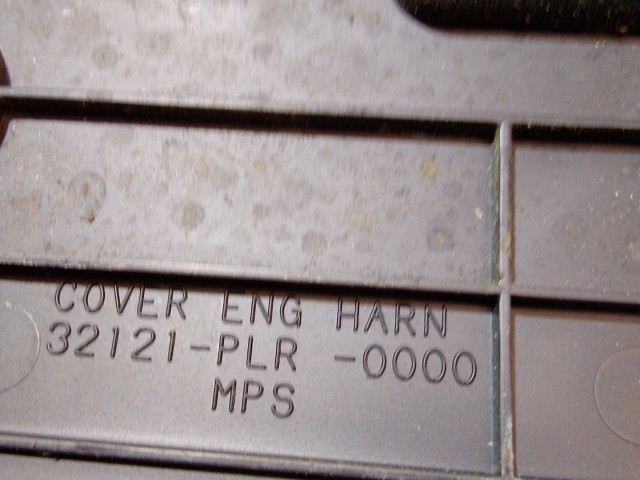 COVER ENG HARN
32121-PLR -0000
MPS